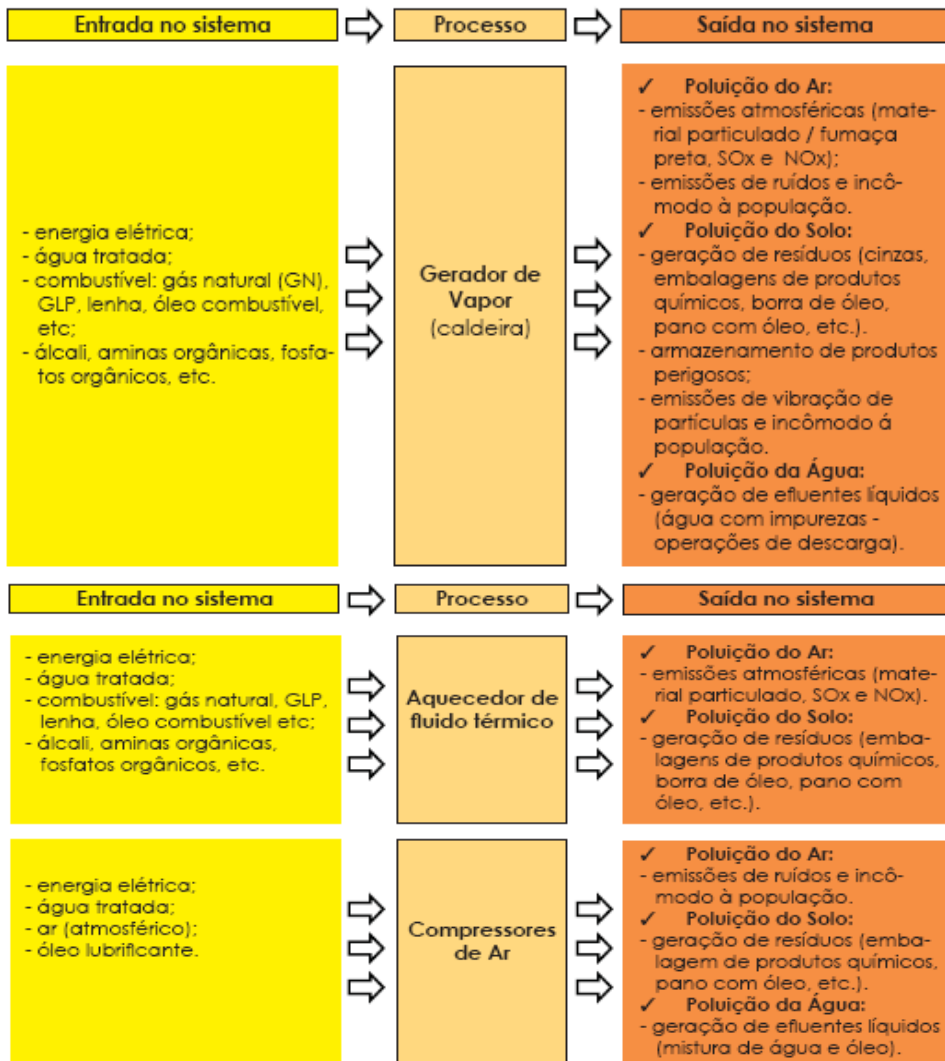 Entrada no sistema
Processo
Saída no sistema
- energia elétrica;
- água tratada;
- combustível: gás natural (GN),
GLP, lenha, óleo combustível,
etc;
- álcali, aminas orgânicas, fosfa-
tos orgânicos, etc.
Gerador de
Vapor
(caldeira)
✓ Poluição do Ar:
- emissões atmosféricas (mate-
rial particulado / fumaça
preta, SOx e NOx);
- emissões de ruídos e incô-
modo à população.
✓ Poluição do Solo:
- geração de resíduos (cinzas,
embalagens de produtos
químicos, borra de óleo,
pano com óleo, etc.).
- armazenamento de produtos
perigosos;
- emissões de vibração de
partículas e incômodo á
população.
✓ Poluição da Água:
- geração de efluentes líquidos
(água com impurezas -
operações de descarga).
Entrada no sistema
Processo
Saída no sistema
- energia elétrica;
- água tratada;
- combustível: gás natural, GLP,
lenha, óleo combustível etc;
- álcali, aminas orgânicas,
fosfatos orgânicos, etc.
Aquecedor de
fluido térmico
✓ Poluição do Ar:
- emissões atmosféricas (mate-
rial particulado, SOx e NOx).
✓ Poluição do Solo:
- geração de resíduos (emba-
lagens de produtos químicos,
borra de óleo, pano com
óleo, etc.).
- energia elétrica;
- água tratada;
- ar (atmosférico);
- óleo lubrificante.
Compressores
de Ar
✓ Poluição do Ar:
- emissões de ruídos e incô-
modo à população.
✓ Poluição do Solo:
- geração de resíduos (emba-
lagem de produtos químicos,
pano com óleo, etc.).
✓ Poluição da Água:
- geração de efluentes líquidos
(mistura de água e óleo).